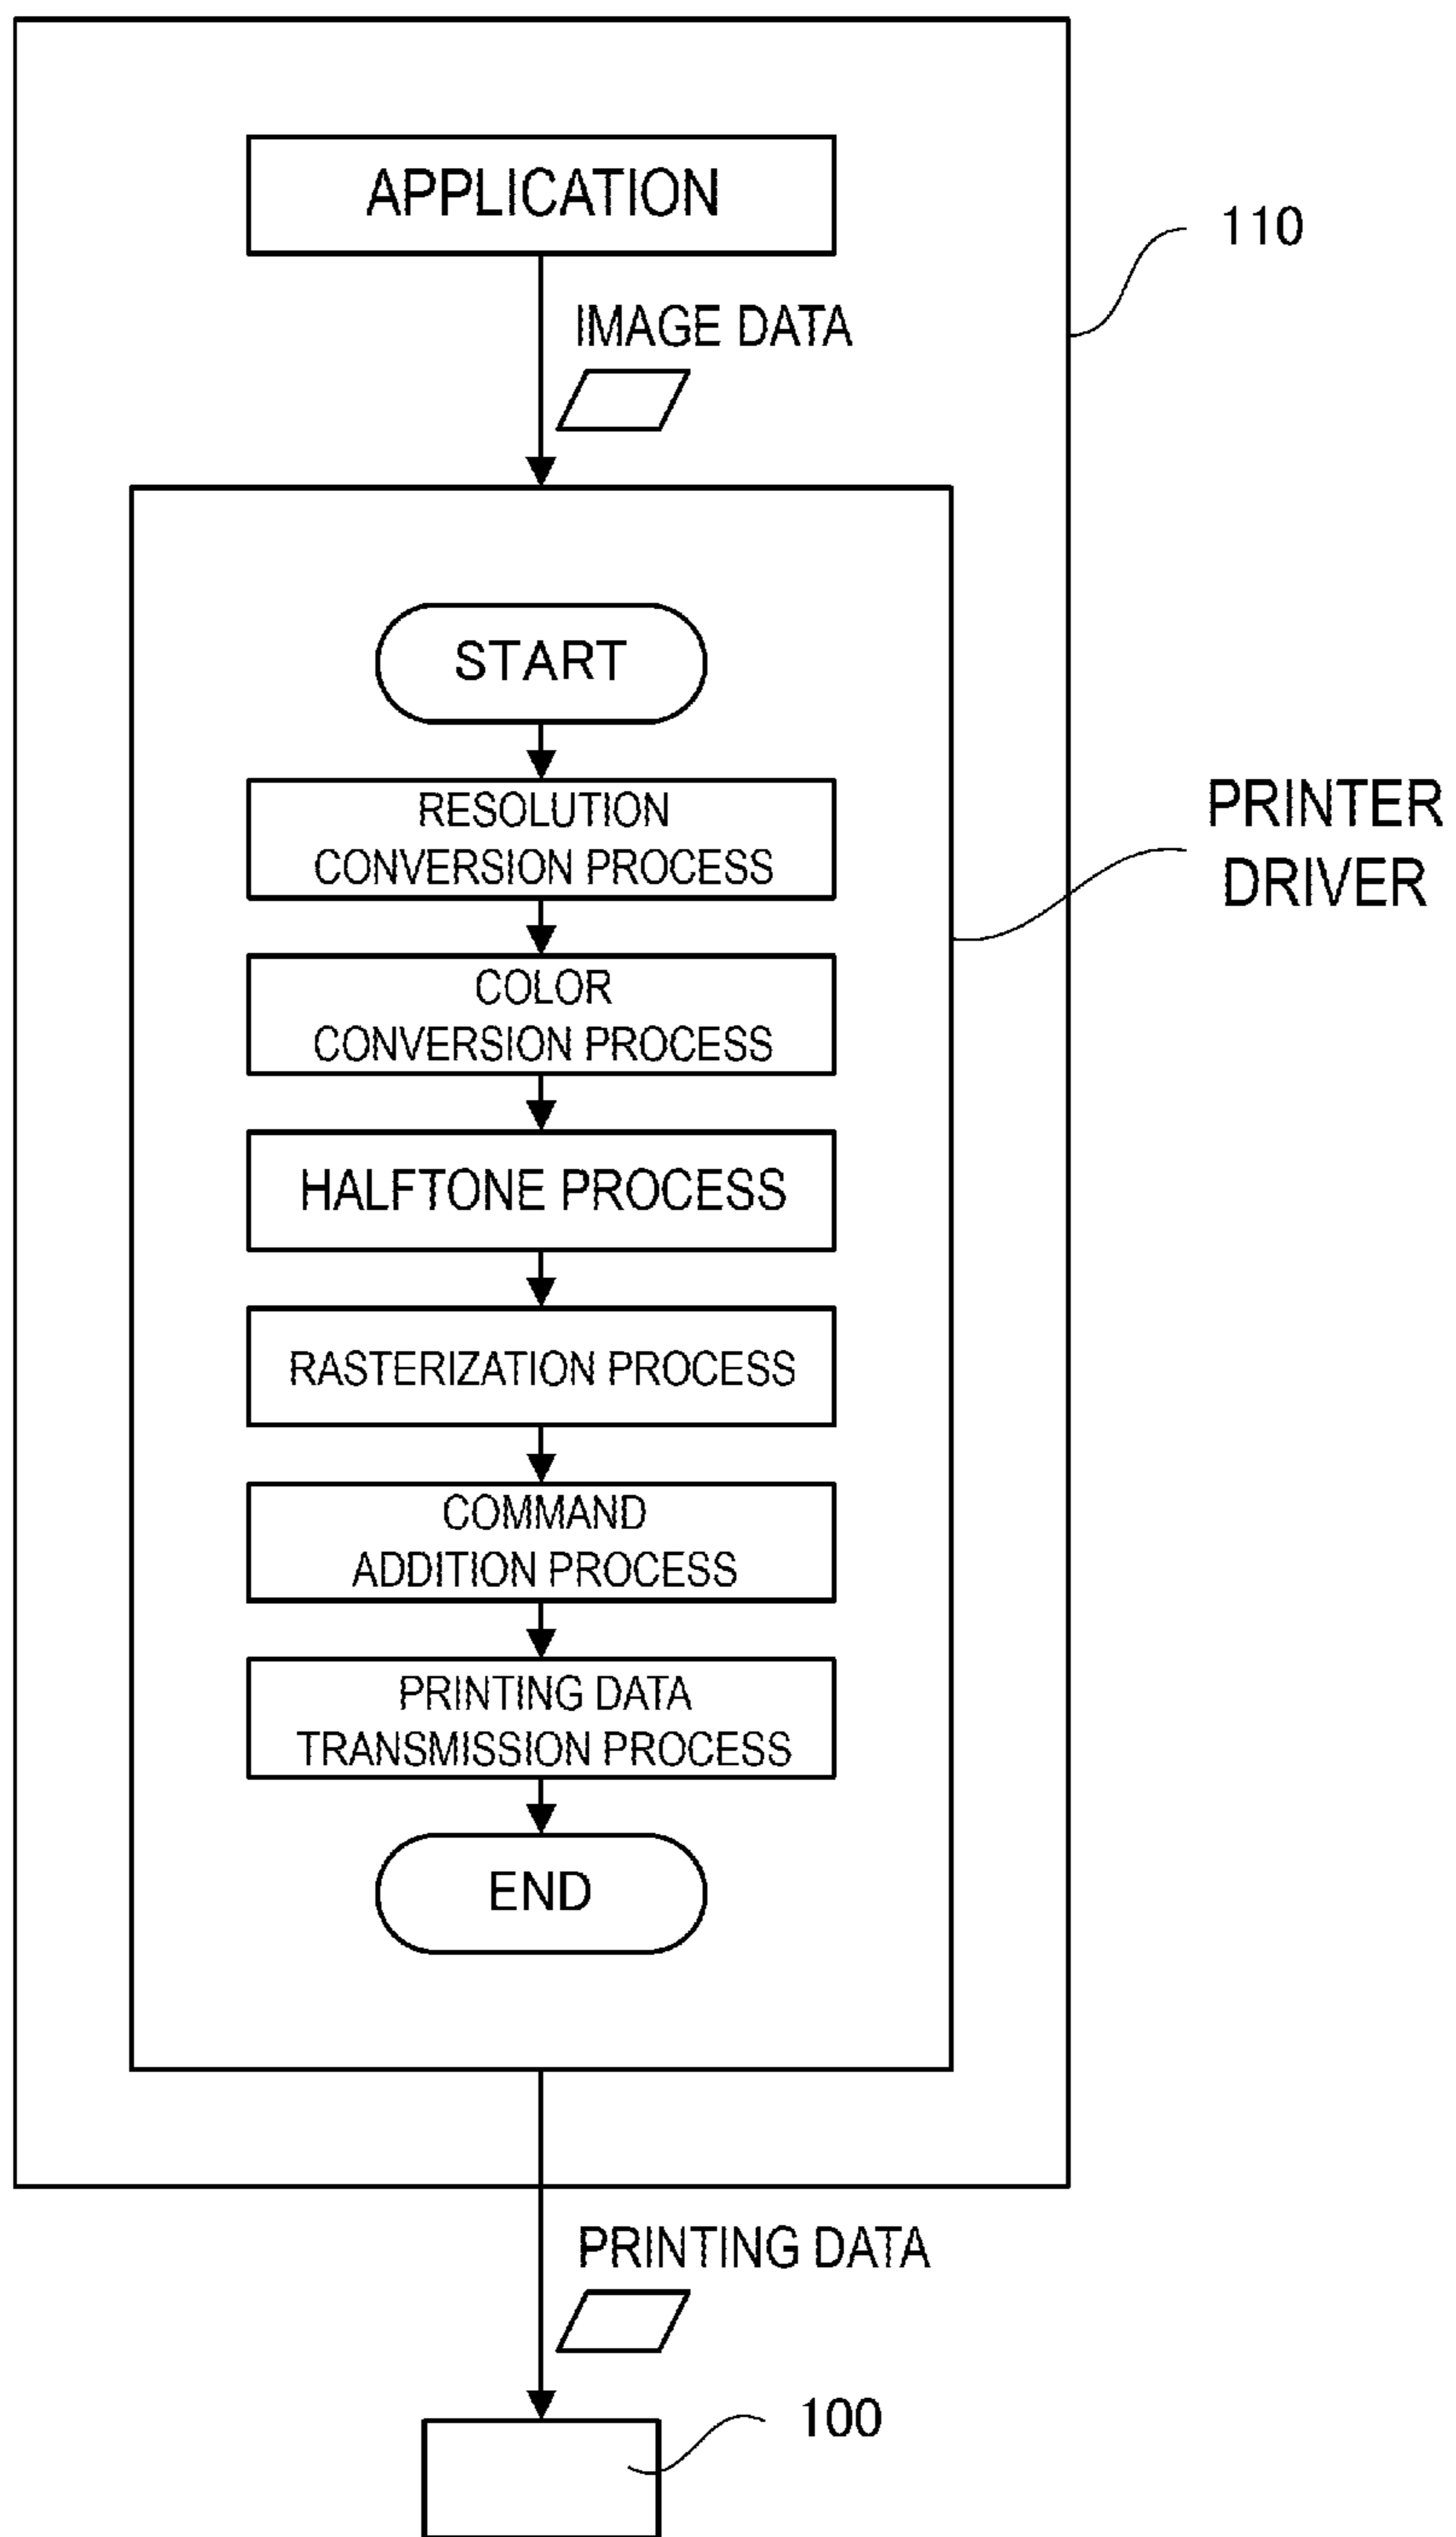 APPLICATION
110
IMAGE DATA
START
RESOLUTION
CONVERSION PROCESS
PRINTER
DRIVER
COLOR
CONVERSION PROCESS
HALFTONE PROCESS
RASTERIZATION PROCESS
COMMAND
ADDITION PROCESS
PRINTING DATA
TRANSMISSION PROCESS
END
PRINTING DATA
100